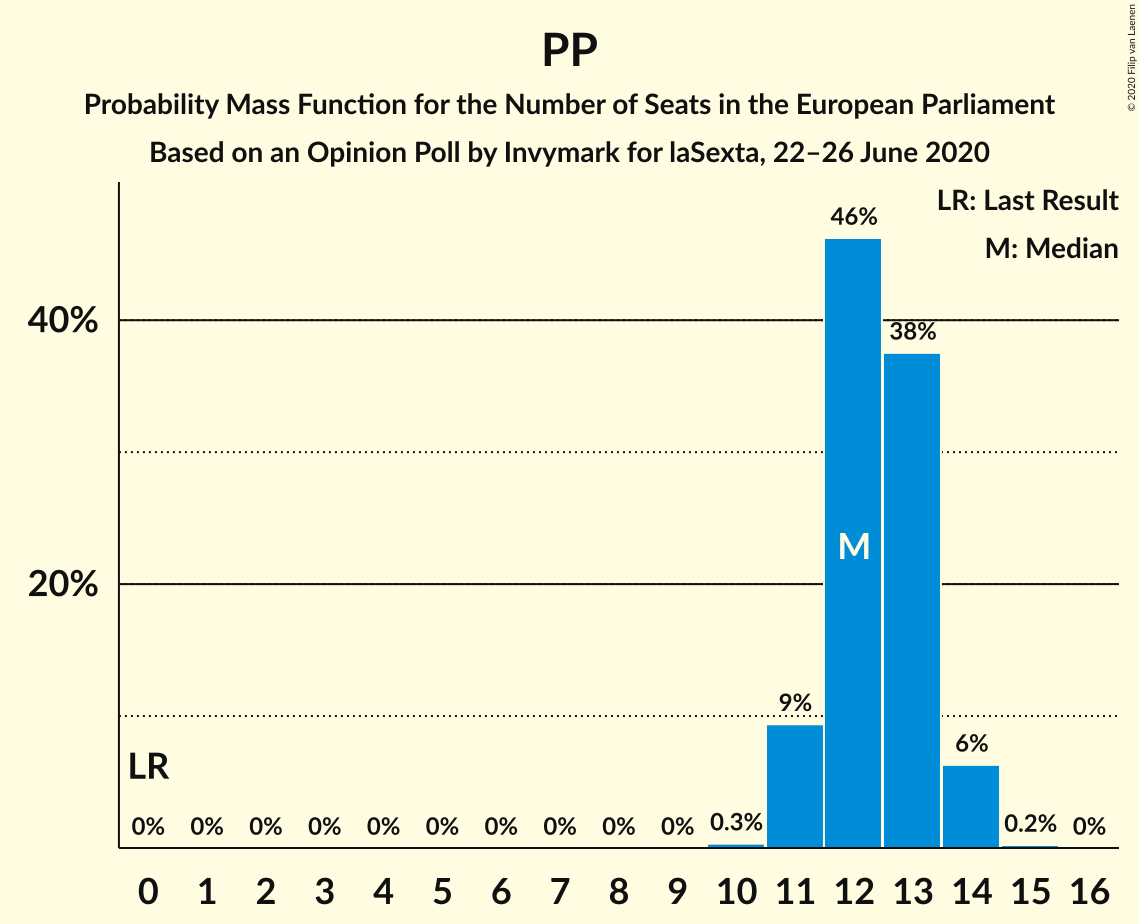 PP
Probability Mass Function for the Number of Seats in the European Parliament
Based on an Opinion Poll by Invymark for laSexta, 22–26 June 2020
© 2020 Filip van Laenen
LR: Last Result
M: Median
46%
40%
38%
M
20%
9%
6%
LR
0% 0% 0% 0% 0% 0% 0% 0% 0% 0% 0.3% 0.2% 0%
0 1 2 3 4 5 6 7 8 9 10 11 12 13 14 15 16